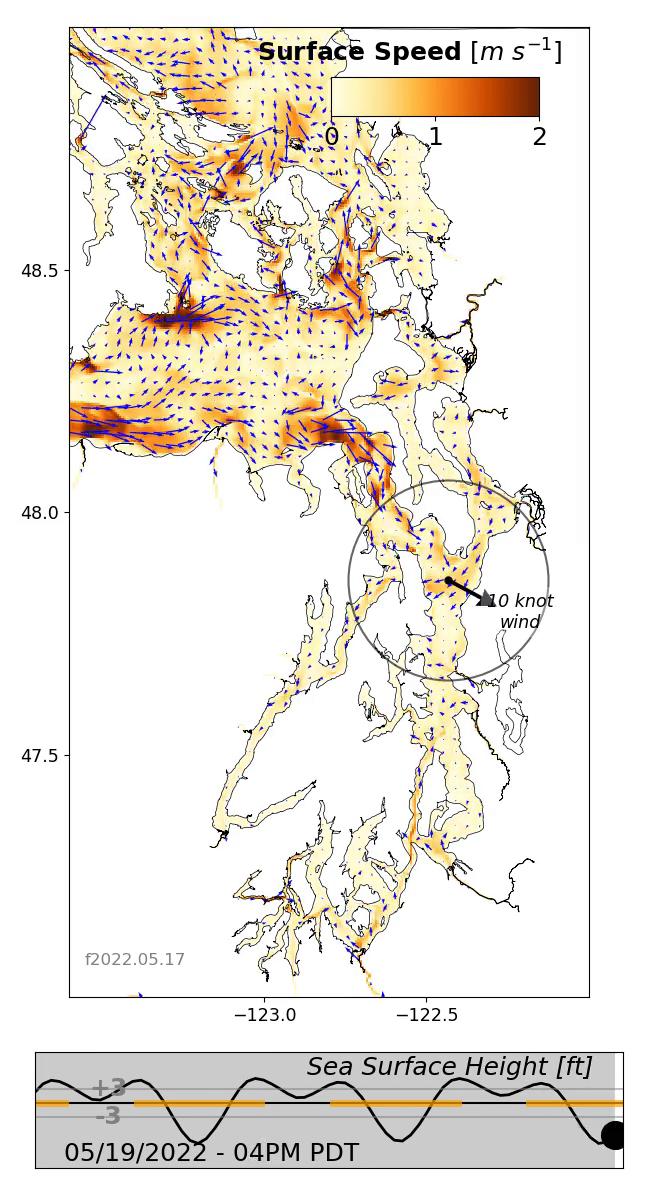 Surface Speed [m s⁻¹]
0 1 2
48.5
48.0
10 knot
wind
47.5
f2022.05.17
−123.0 −122.5
Sea Surface Height [ft]
+3
-3
05/19/2022 - 04PM PDT